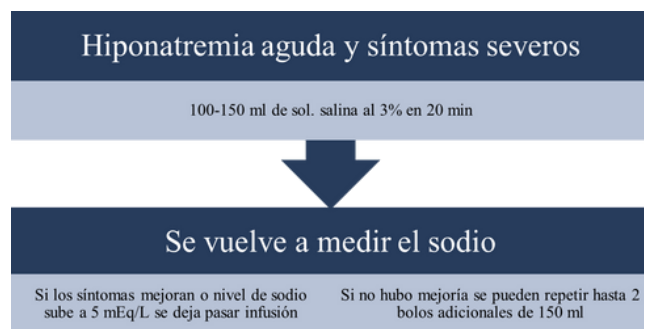 Hiponatremia aguda y síntomas severos
100-150 ml de sol. salina al 3% en 20 min
Se vuelve a medir el sodio
Si los síntomas mejoran o nivel de sodio
sube a 5 mEq/L se deja pasar infusión
Si no hubo mejoría se pueden repetir hasta 2
bolos adicionales de 150 ml